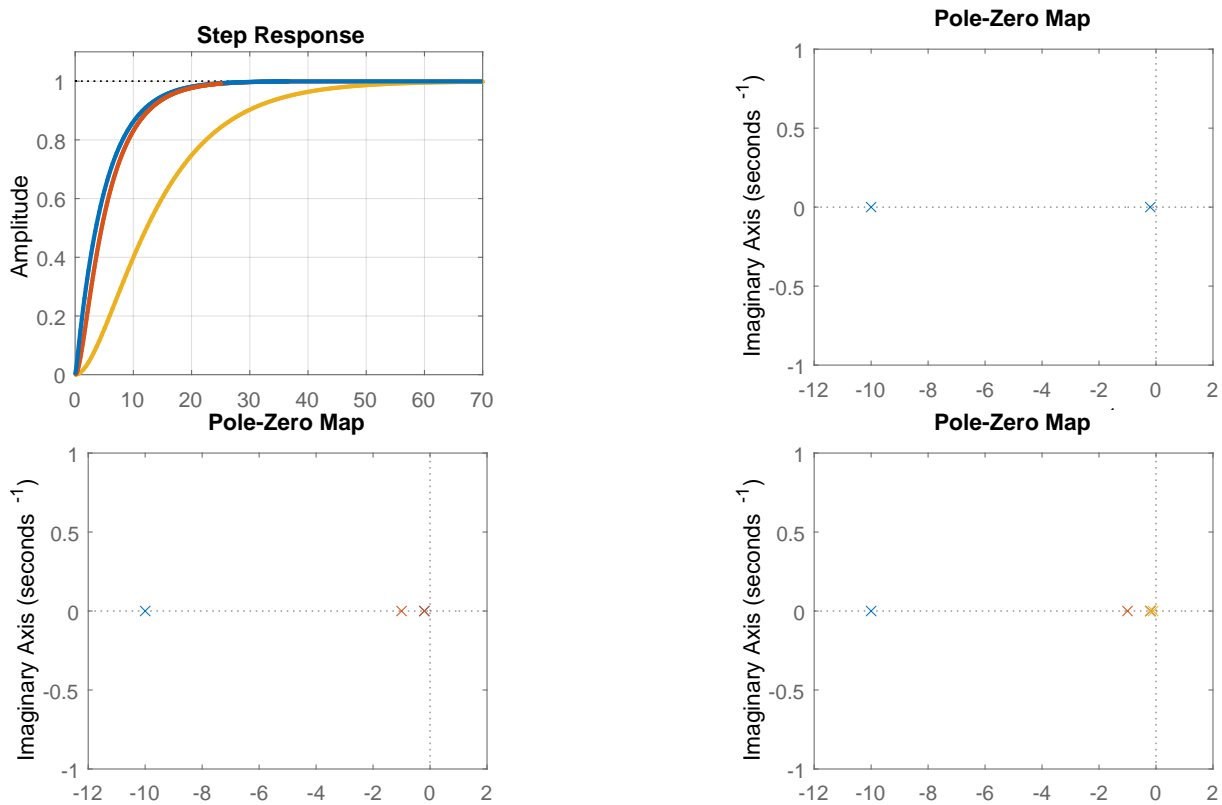 Step Response
Amplitude
1
0.8
0.6
0.4
0.2
0
0 10 20 30 40 50 60 70
Pole-Zero Map
Imaginary Axis (seconds -1)
1
0.5
0
-0.5
-1
-12 -10 -8 -6 -4 -2 0 2
Pole-Zero Map
Imaginary Axis (seconds -1)
1
0.5
0
-0.5
-1
-12 -10 -8 -6 -4 -2 0 2
Pole-Zero Map
Imaginary Axis (seconds -1)
1
0.5
0
-0.5
-1
-12 -10 -8 -6 -4 -2 0 2